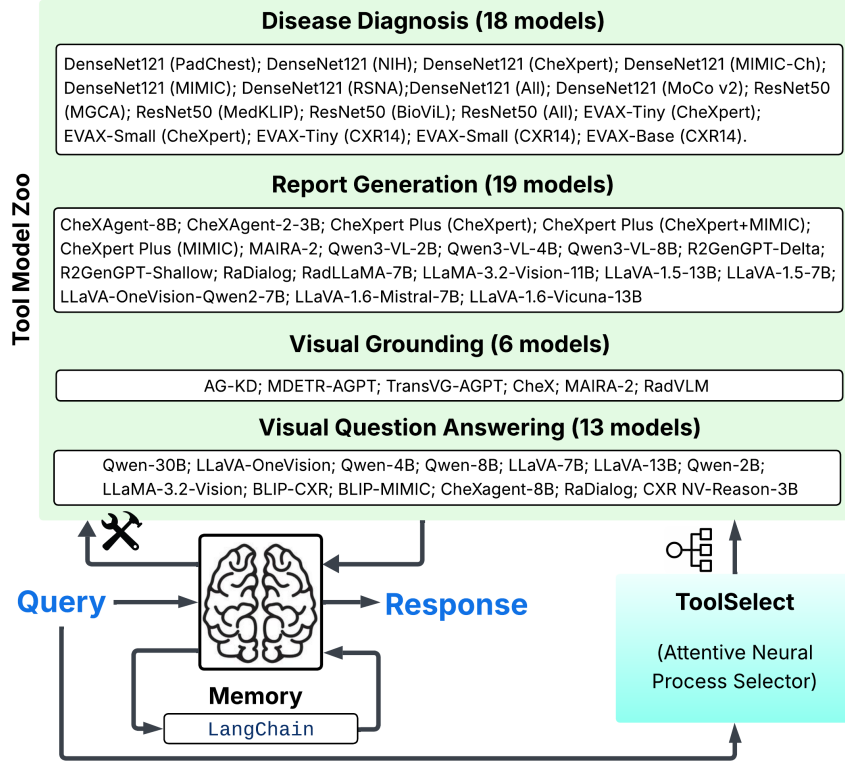 Disease Diagnosis (18 models)
DenseNet121 (PadChest); DenseNet121 (NIH); DenseNet121 (CheXpert); DenseNet121 (MIMIC-Ch);
DenseNet121 (MIMIC); DenseNet121 (RSNA);DenseNet121 (All); DenseNet121 (MoCo v2); ResNet50
(MGCA); ResNet50 (MedKLIP); ResNet50 (BioViL); ResNet50 (All); EVAX-Tiny (CheXpert);
EVAX-Small (CheXpert); EVAX-Tiny (CXR14); EVAX-Small (CXR14); EVAX-Base (CXR14).
Tool Model Zoo
Report Generation (19 models)
CheXAgent-8B; CheXAgent-2-3B; CheXpert Plus (CheXpert); CheXpert Plus (CheXpert+MIMIC);
CheXpert Plus (MIMIC); MAIRA-2; Qwen3-VL-2B; Qwen3-VL-4B; Qwen3-VL-8B; R2GenGPT-Delta;
R2GenGPT-Shallow; RaDialog; RadLLaMA-7B; LLaMA-3.2-Vision-11B; LLaVA-1.5-13B; LLaVA-1.5-7B;
LLaVA-OneVision-Qwen2-7B; LLaVA-1.6-Mistral-7B; LLaVA-1.6-Vicuna-13B
Visual Grounding (6 models)
AG-KD; MDETR-AGPT; TransVG-AGPT; CheX; MAIRA-2; RadVLM
Visual Question Answering (13 models)
Qwen-30B; LLaVA-OneVision; Qwen-4B; Qwen-8B; LLaVA-7B; LLaVA-13B; Qwen-2B;
LLaMA-3.2-Vision; BLIP-CXR; BLIP-MIMIC; CheXagent-8B; RaDialog; CXR NV-Reason-3B
Query
Response
Memory
LangChain
ToolSelect
(Attentive Neural
Process Selector)